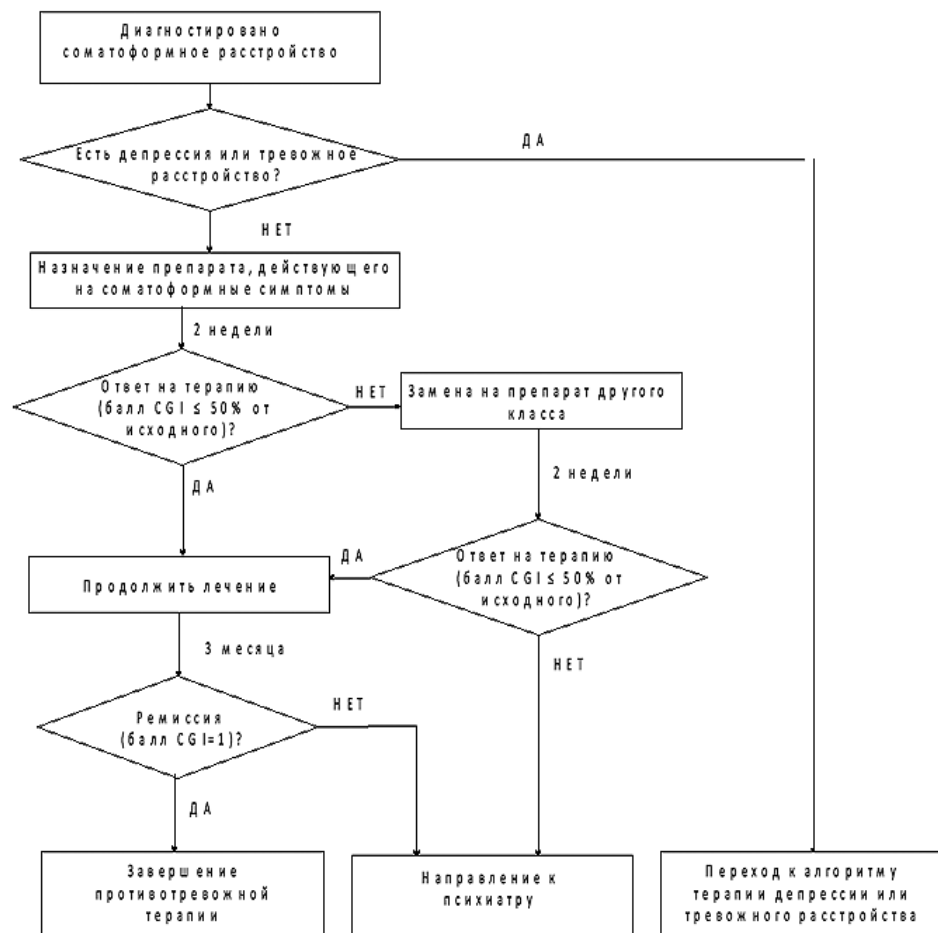 Диагностировано
соматоформное расстройство
ДА
Есть депрессия или тревожное
расстройство?
НЕТ
Назначение препарата, действующего
на соматоформные симптомы
2 недели
Ответ на терапию
(балл CGI ≤ 50% от
исходного)?
НЕТ
Замена на препарат другого
класса
2 недели
ДА
ДА
Ответ на терапию
(балл CGI ≤ 50% от
исходного)?
Продолжить лечение
3 месяца
НЕТ
НЕТ
Ремиссия
(балл CGI=1)?
ДА
Завершение
противотревожной
терапии
Направление к
психиатру
Переход к алгоритму
терапии депрессии или
тревожного расстройства